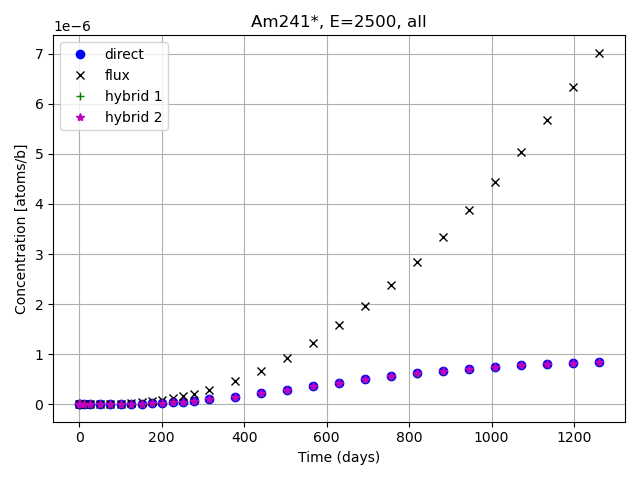 Am241*, E=2500, all
1e−6
direct
flux
hybrid 1
hybrid 2
7
6
5
4
3
2
1
0
Concentration [atoms/b]
0 200 400 600 800 1000 1200
Time (days)